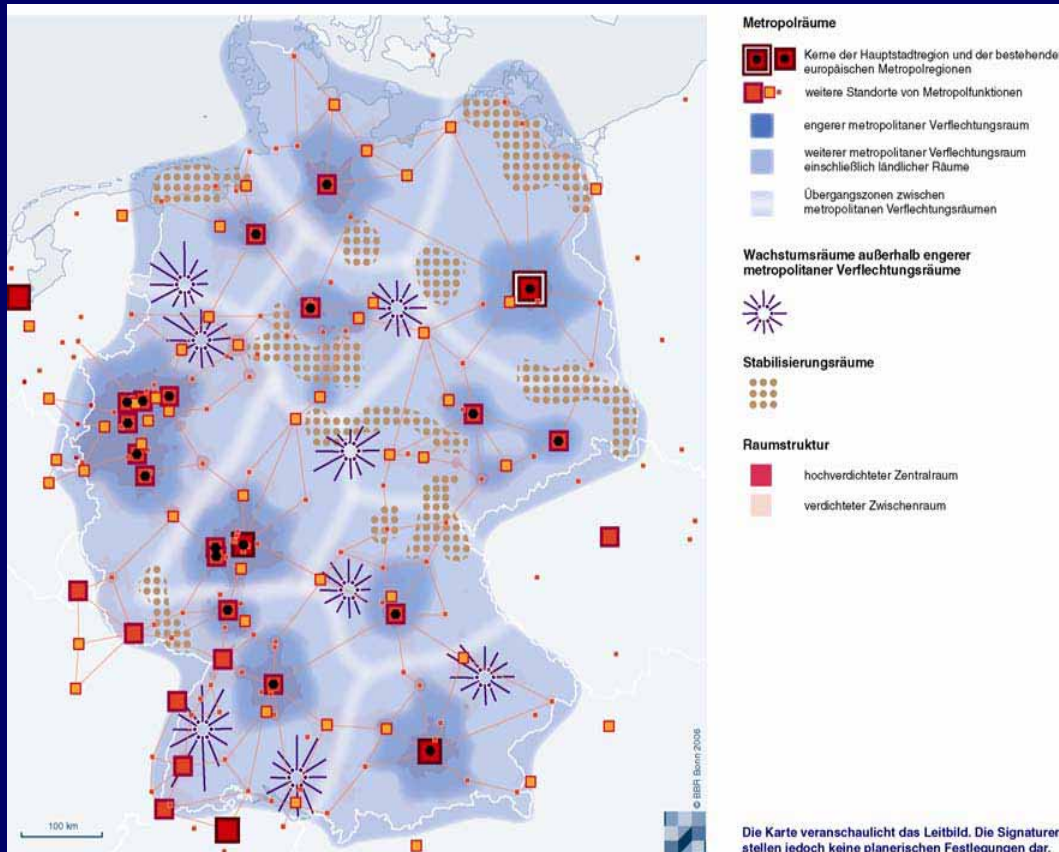 Metropolräume
Kerne der Hauptstadtregion und der bestehende
europäischen Metropolregionen
weitere Standorte von Metropolfunktionen
engerer metropolitaner Verflechtungsraum
weiterer metropolitaner Verflechtungsraum
einschließlich ländlicher Räume
Übergangszonen zwischen
metropolitanen Verflechtungsräumen
Wachstumsräume außerhalb engerer
metropolitaner Verflechtungsräume
Stabilisierungsräume
Raumstruktur
hochverdichteter Zentralraum
verdichteter Zwischenraum
100 km
© BBR Bonn 2006
Die Karte veranschaulicht das Leitbild. Die Signaturen
stellen jedoch keine planerischen Festlegungen dar.